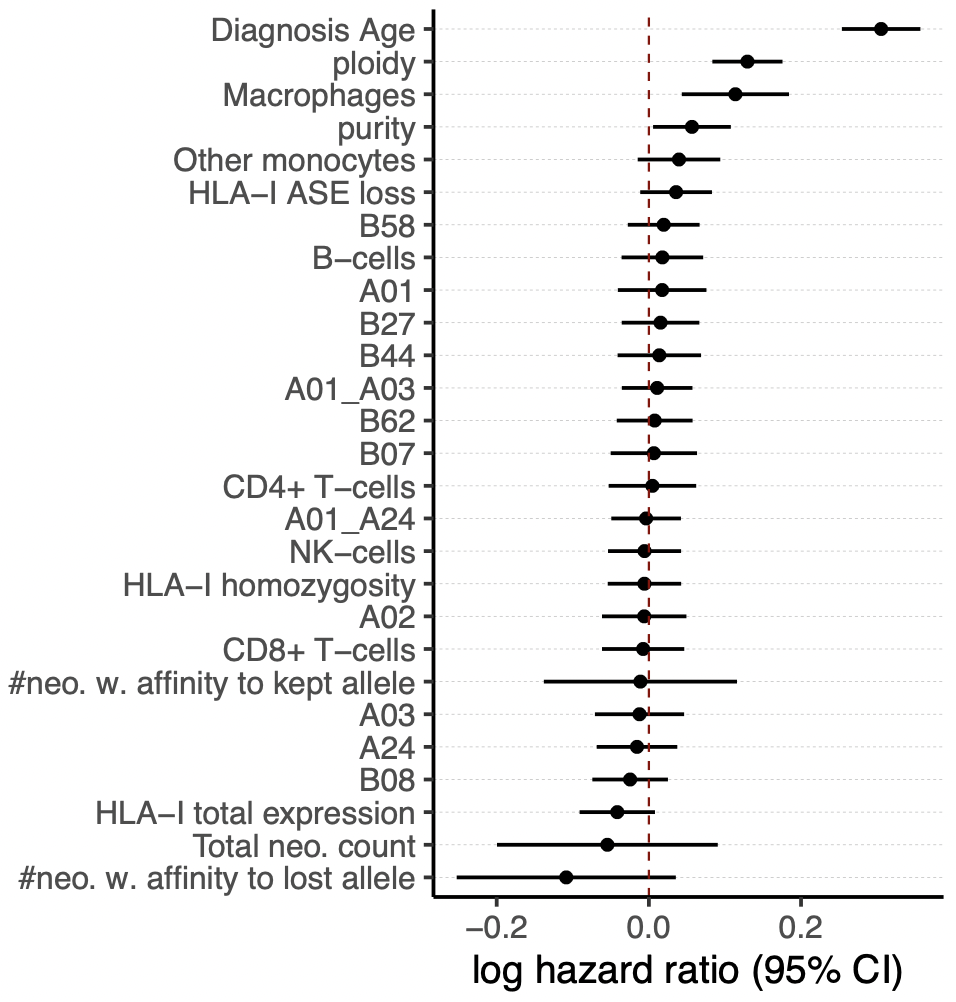 Diagnosis Age
ploidy
Macrophages
purity
Other monocytes
HLA−I ASE loss
B58
B−cells
A01
B27
B44
A01_A03
B62
B07
CD4+ T−cells
A01_A24
NK−cells
HLA−I homozygosity
A02
CD8+ T−cells
#neo. w. affinity to kept allele
A03
A24
B08
HLA−I total expression
Total neo. count
#neo. w. affinity to lost allele
−0.2 0.0 0.2
log hazard ratio (95% CI)